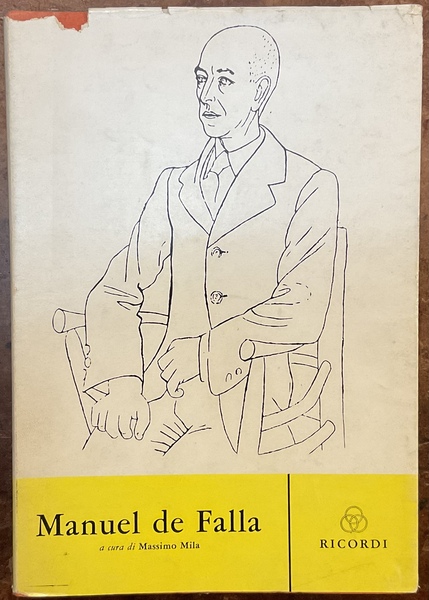 Manuel de Falla
a cura di Massimo Mila
RICORDI